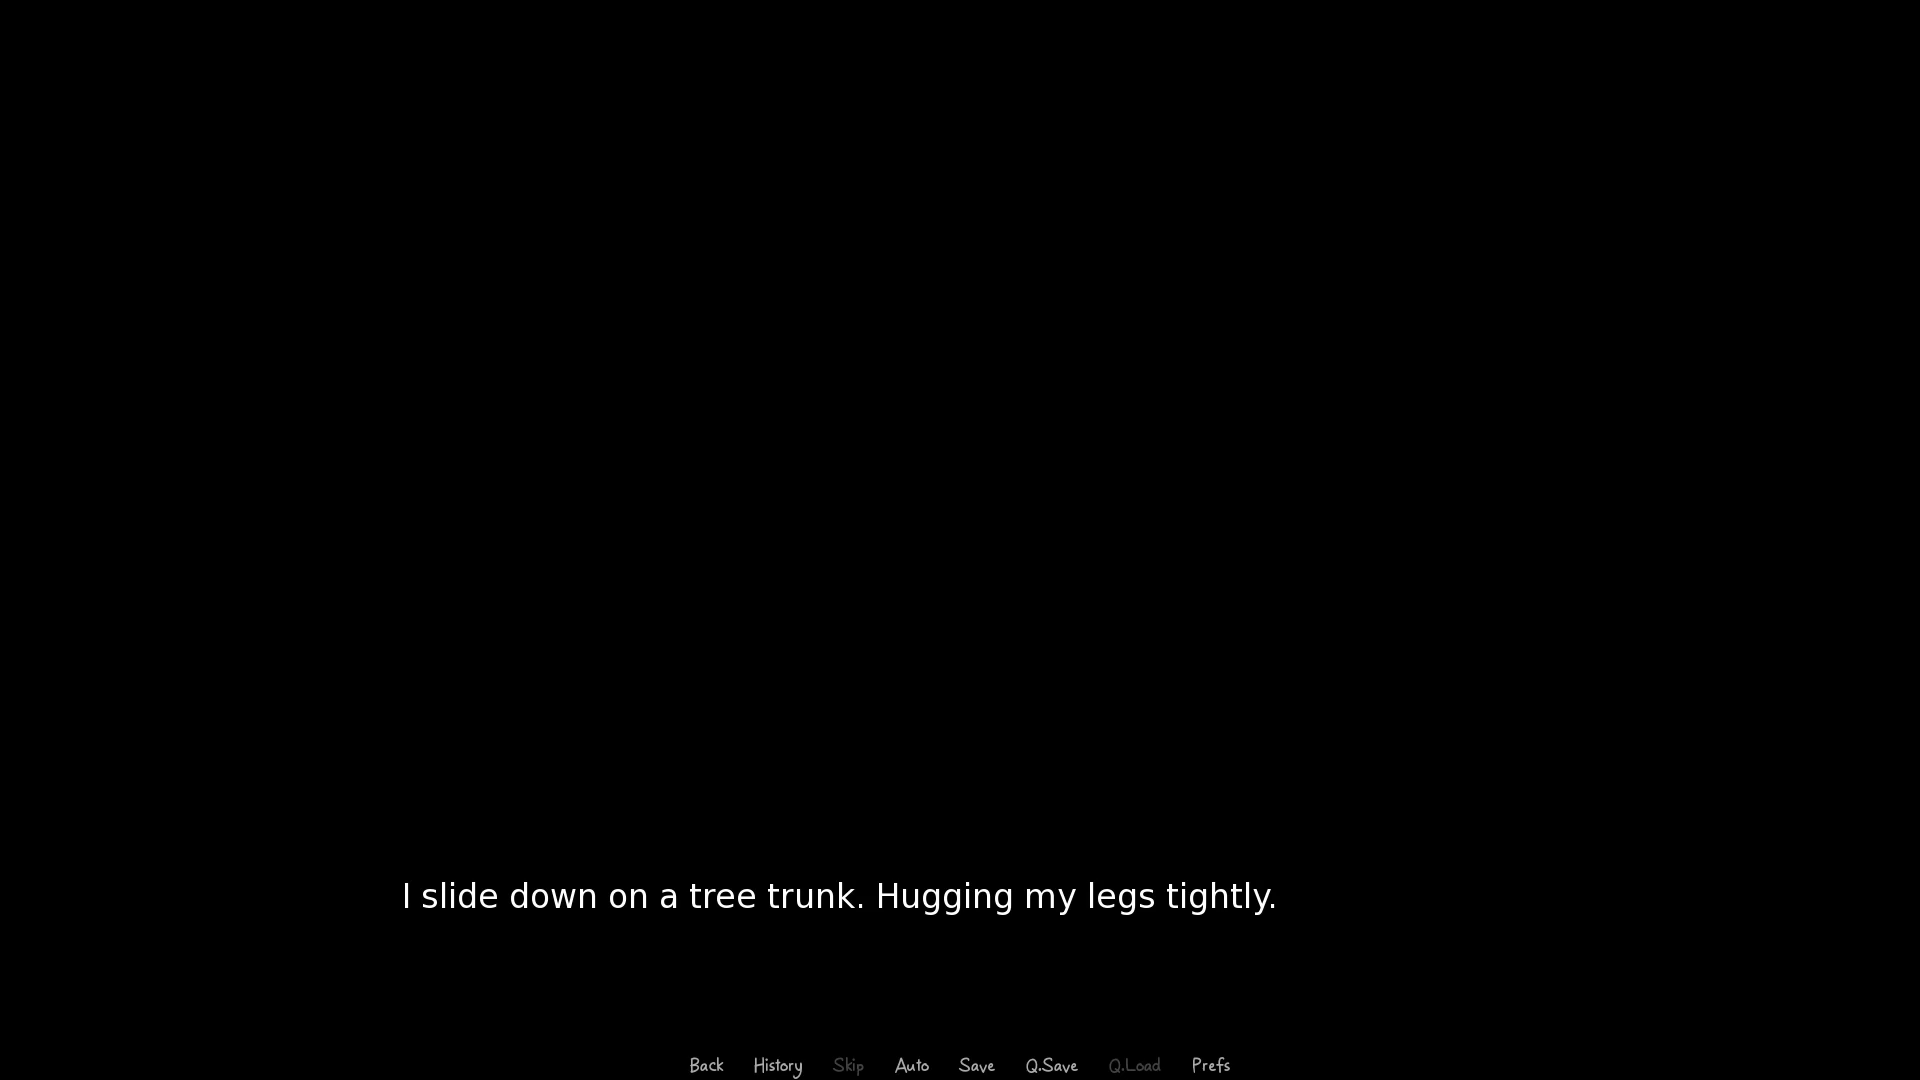 I slide down on a tree trunk. Hugging my legs tightly.
Back History Skip Auto Save Q.Save Q.Load Prefs